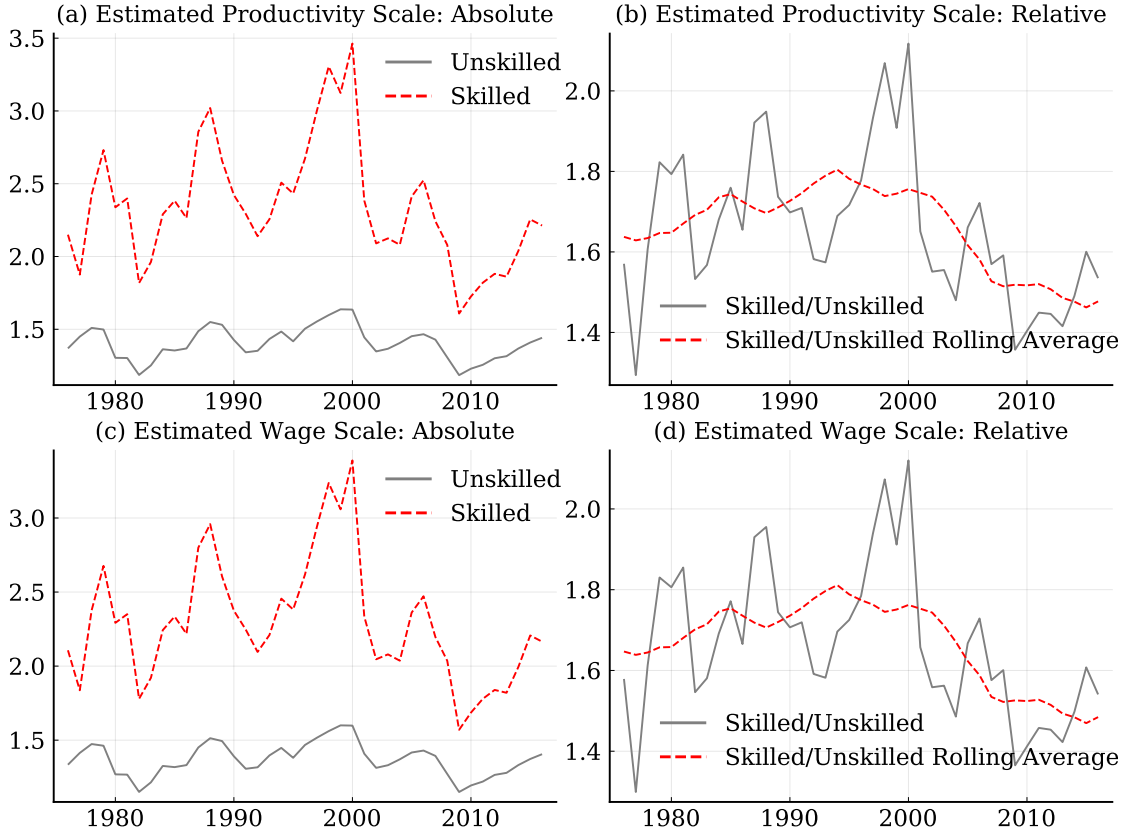 (a) Estimated Productivity Scale: Absolute
3.5
3.0
2.5
2.0
1.5
Unskilled
Skilled
1980 1990 2000 2010
(b) Estimated Productivity Scale: Relative
2.0
1.8
1.6
1.4
Skilled/Unskilled
Skilled/Unskilled Rolling Average
1980 1990 2000 2010
(c) Estimated Wage Scale: Absolute
3.0
2.5
2.0
1.5
Unskilled
Skilled
1980 1990 2000 2010
(d) Estimated Wage Scale: Relative
2.0
1.8
1.6
1.4
Skilled/Unskilled
Skilled/Unskilled Rolling Average
1980 1990 2000 2010